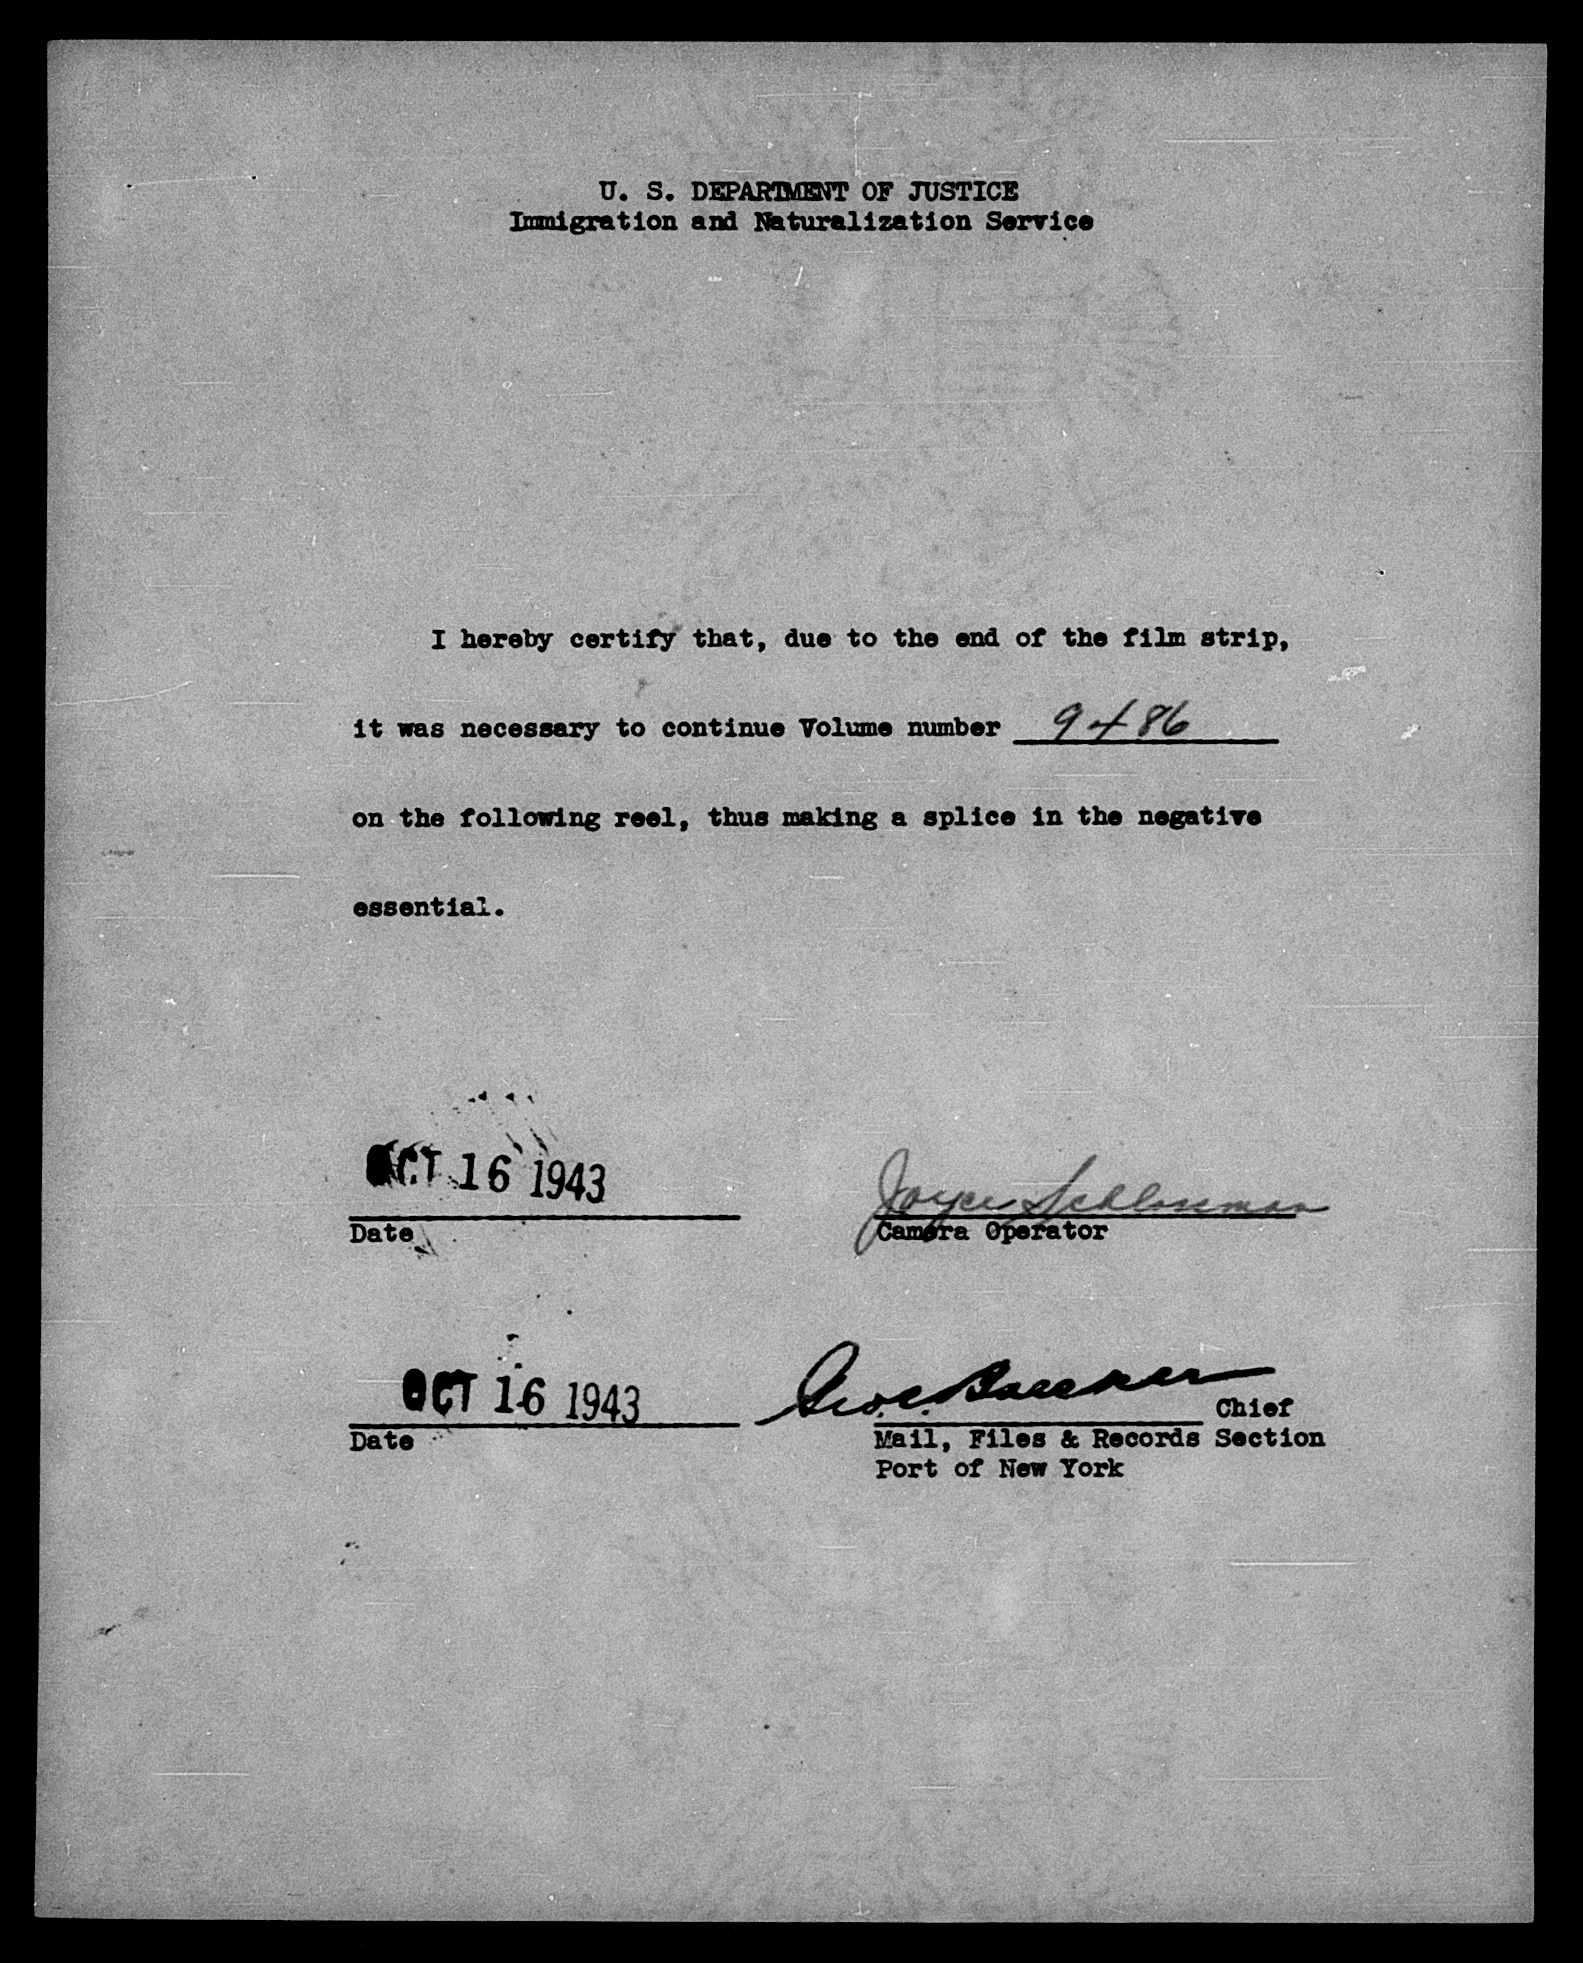 U. S. DEPARTMENT OF JUSTICE
Immigration and Naturalization Service
I hereby certify that, due to the end of the film strip,
it was necessary to continue Volume number 9486
on the following reel, thus making a splice in the negative
essential.
OCT 16 1943
Joyce Schlossman
Date
Camera Operator
OCT 16 1943
Chief
Date
Mail, Files & Records Section
Port of New York